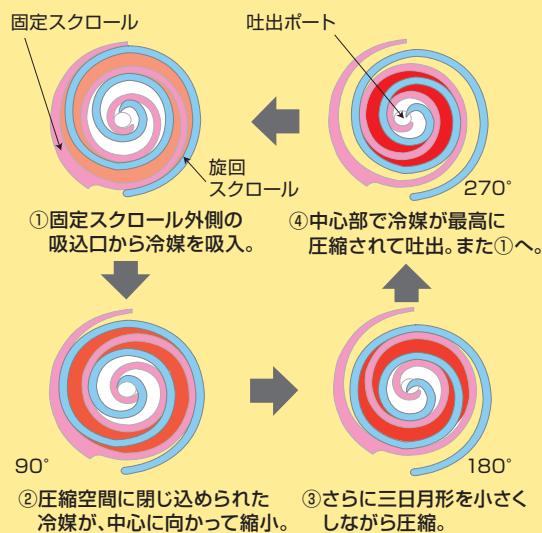 固定スクロール
吐出ポート
旋回
スクロール
270°
①固定スクロール外側の
吸込口から冷媒を吸入。
④中心部で冷媒が最高に
圧縮されて吐出。また①へ。
90°
180°
②圧縮空間に閉じ込められた
冷媒が、中心に向かって縮小。
③さらに三日月形を小さく
しながら圧縮。